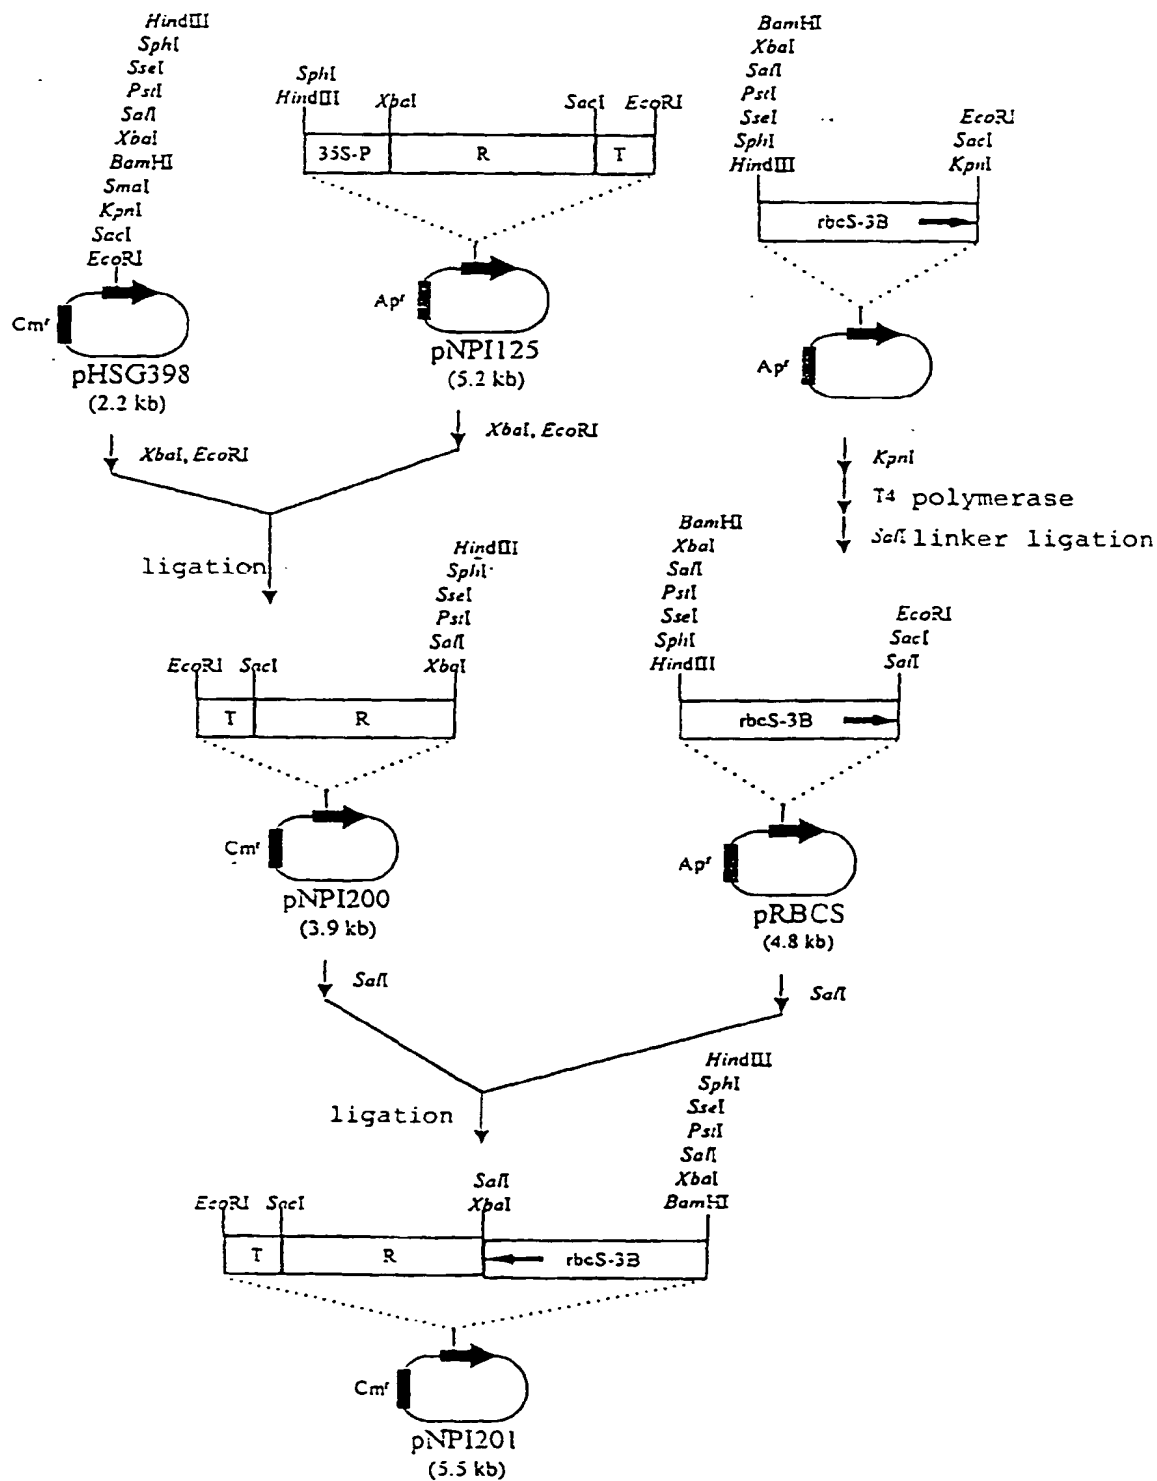 HindIII
SphI
SseI
PstI
SalI
XbaI
BamHI
SmaI
KpnI
SacI
EcoRI
Cmʳ
pHSG398
(2.2 kb)
XbaI, EcoRI
SphI
HindIII
XbaI
SacI
EcoRI
35S-P
R
T
Apʳ
pNPI125
(5.2 kb)
XbaI, EcoRI
BamHI
XbaI
SalI
PstI
SseI
SphI
HindIII
EcoRI
SacI
KpnI
rbcS-3B
Apʳ
KpnI
T4 polymerase
SalI linker ligation
ligation
HindIII
SphI
SseI
PstI
SalI
XbaI
EcoRI
SacI
T
R
Cmʳ
pNPI200
(3.9 kb)
SalI
BamHI
XbaI
SalI
PstI
SseI
SphI
HindIII
EcoRI
SacI
SalI
rbcS-3B
Apʳ
pRBCS
(4.8 kb)
SalI
ligation
HindIII
SphI
SseI
PstI
SalI
XbaI
BamHI
SalI
XbaI
EcoRI
SacI
T
R
rbcS-3B
Cmʳ
pNPI201
(5.5 kb)